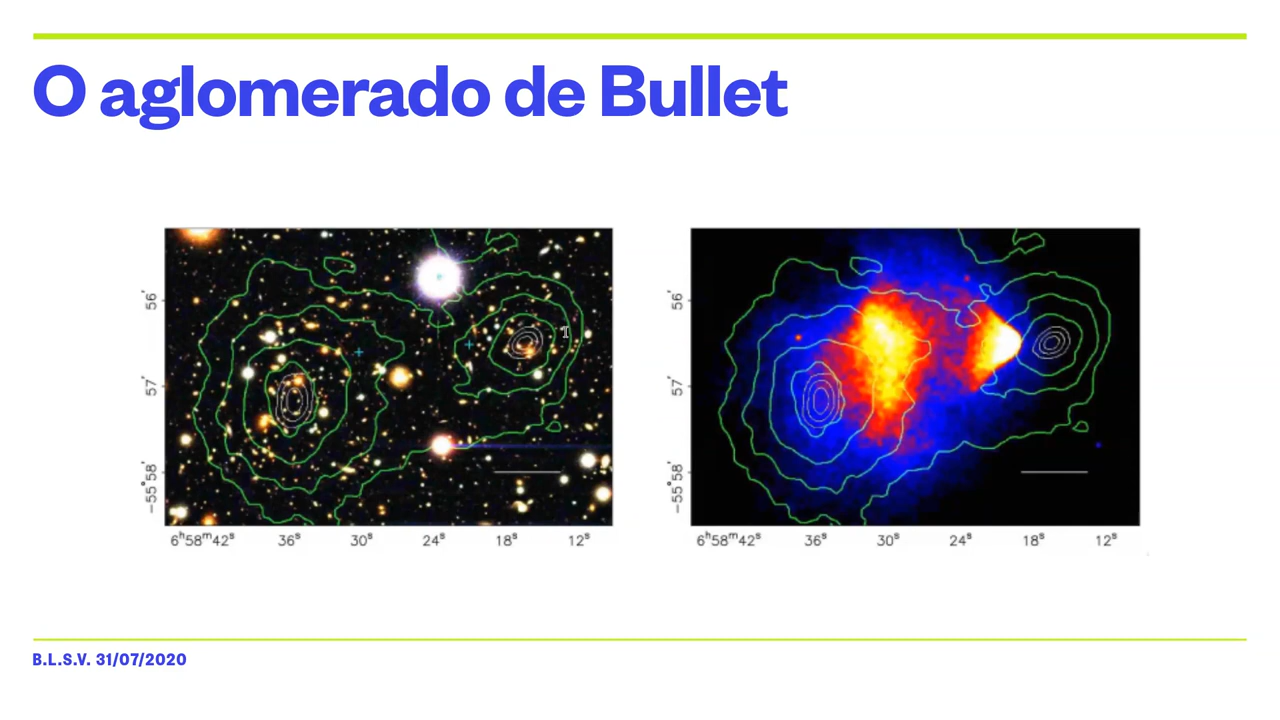 O aglomerado de Bullet
56'
57'
−55°58'
6ʰ58ᵐ42ˢ 36ˢ 30ˢ 24ˢ 18ˢ 12ˢ
56'
57'
−55°58'
6ʰ58ᵐ42ˢ 36ˢ 30ˢ 24ˢ 18ˢ 12ˢ
B.L.S.V. 31/07/2020